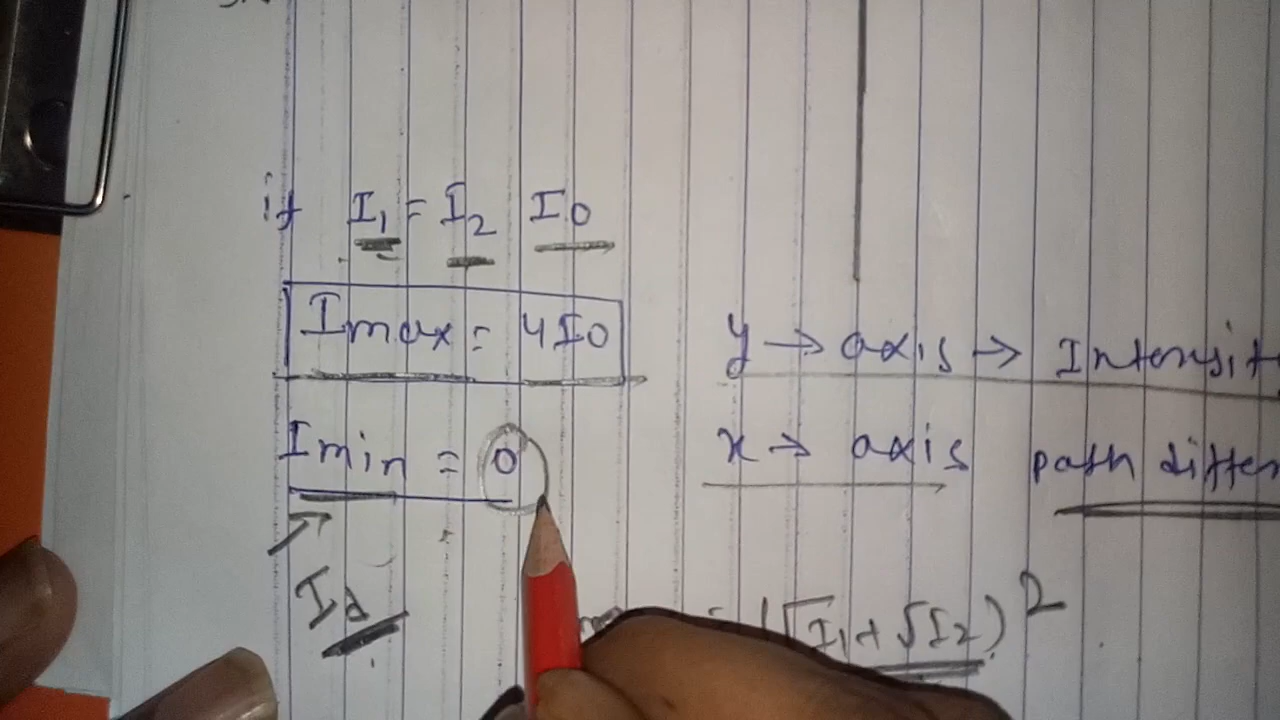 if I1 = I2 I0
Imax = 4I0
Imin = 0
Id
y → axis → Intensit
x → axis path differ
= (√I1 + √I2)2